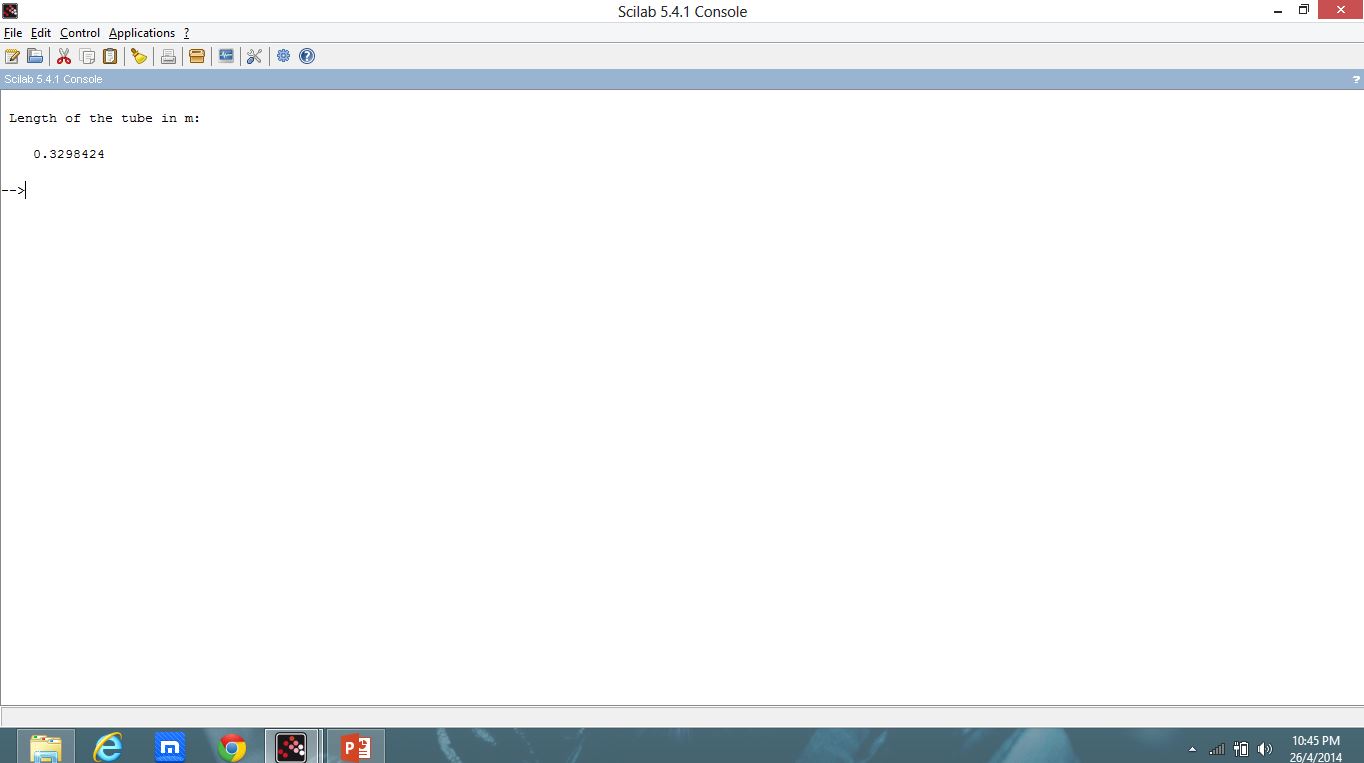 Scilab 5.4.1 Console
File Edit Control Applications ?
Scilab 5.4.1 Console ?
Length of the tube in m:
0.3298424
-->
10:45 PM
26/4/2014